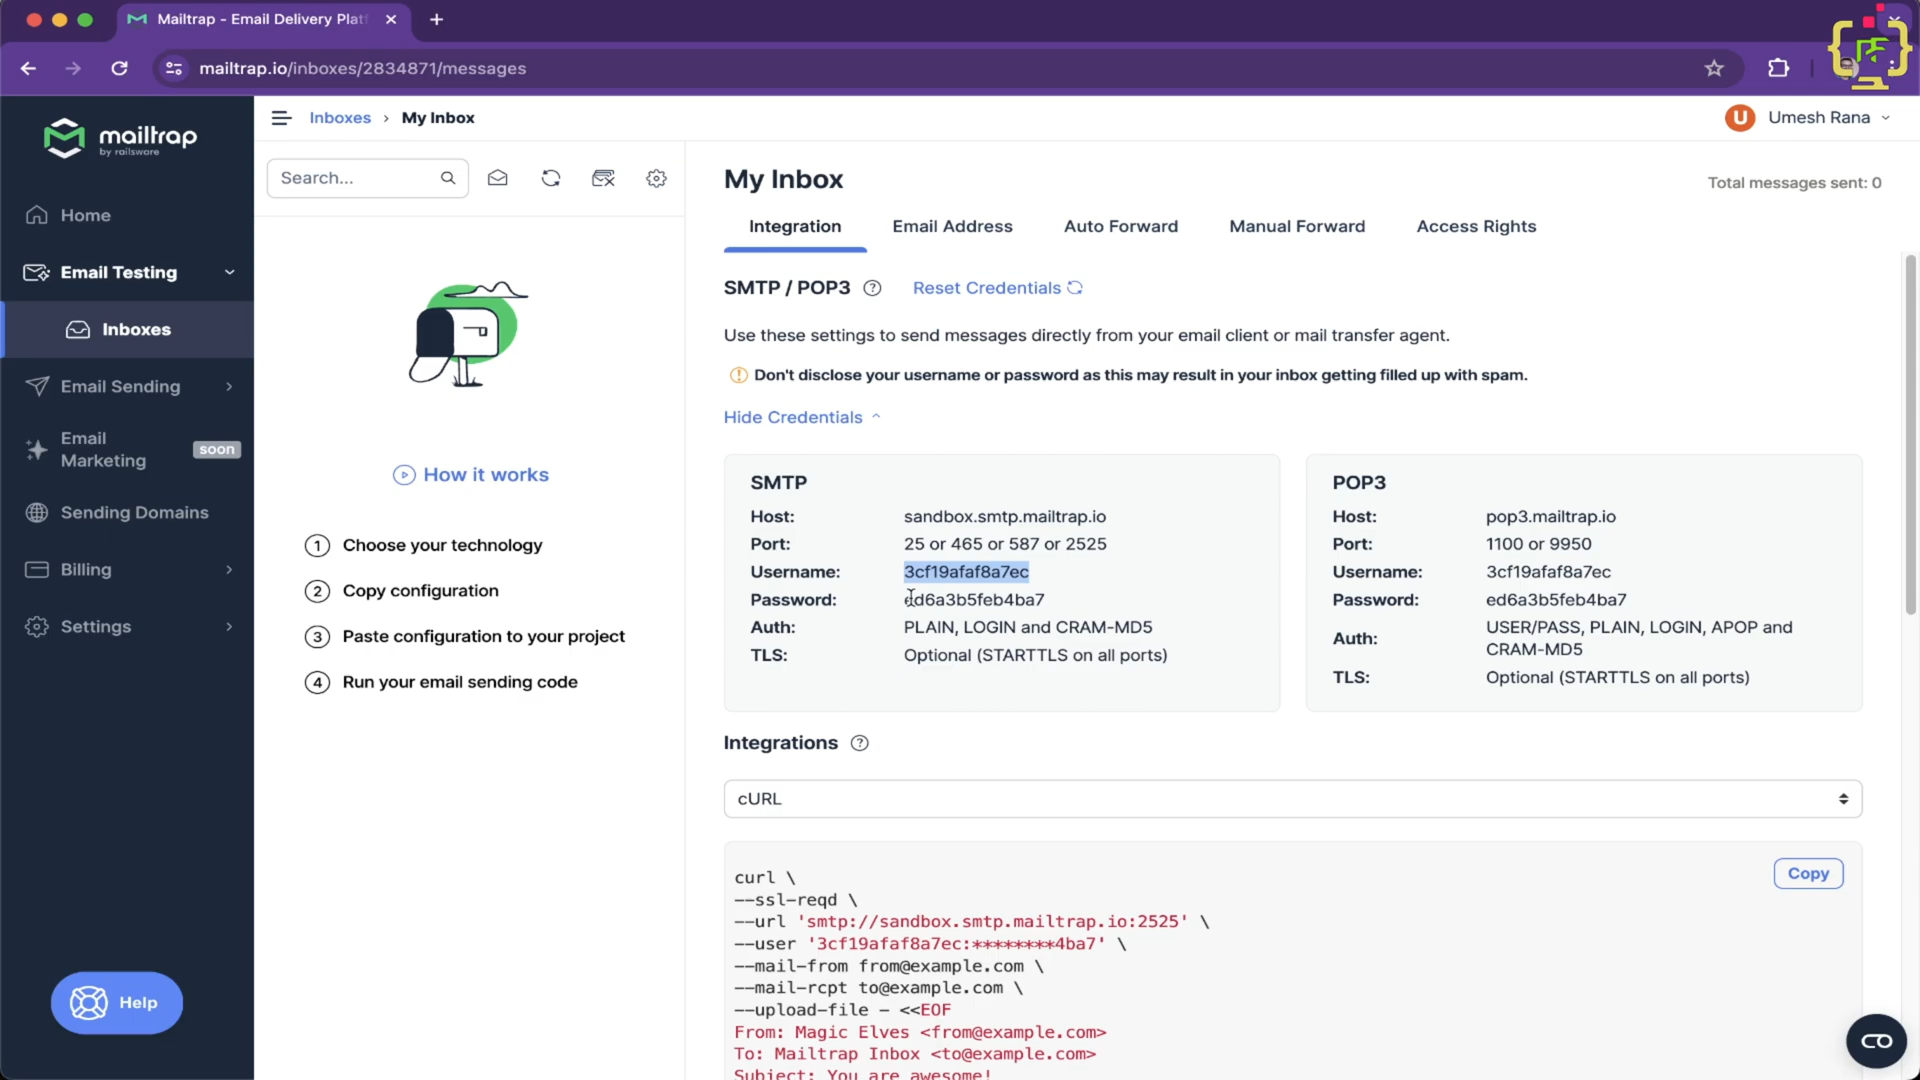 Mailtrap - Email Delivery Plat
mailtrap.io/inboxes/2834871/messages
PF
mailtrap
by railsware
Home
Email Testing
Inboxes
Email Sending
Email Marketing
soon
Sending Domains
Billing
Settings
Help
Inboxes > My Inbox
U Umesh Rana
Search...
How it works
1 Choose your technology
2 Copy configuration
3 Paste configuration to your project
4 Run your email sending code
My Inbox
Total messages sent: 0
Integration Email Address Auto Forward Manual Forward Access Rights
SMTP / POP3 ? Reset Credentials
Use these settings to send messages directly from your email client or mail transfer agent.
Don't disclose your username or password as this may result in your inbox getting filled up with spam.
Hide Credentials
SMTP
Host: sandbox.smtp.mailtrap.io
Port: 25 or 465 or 587 or 2525
Username: 3cf19afaf8a7ec
Password: ed6a3b5feb4ba7
Auth: PLAIN, LOGIN and CRAM-MD5
TLS: Optional (STARTTLS on all ports)
POP3
Host: pop3.mailtrap.io
Port: 1100 or 9950
Username: 3cf19afaf8a7ec
Password: ed6a3b5feb4ba7
Auth: USER/PASS, PLAIN, LOGIN, APOP and
CRAM-MD5
TLS: Optional (STARTTLS on all ports)
Integrations ?
cURL
Copy
curl \
--ssl-reqd \
--url 'smtp://sandbox.smtp.mailtrap.io:2525' \
--user '3cf19afaf8a7ec:********4ba7' \
--mail-from from@example.com \
--mail-rcpt to@example.com \
--upload-file - <<EOF
From: Magic Elves <from@example.com>
To: Mailtrap Inbox <to@example.com>
Subject: You are awesome!